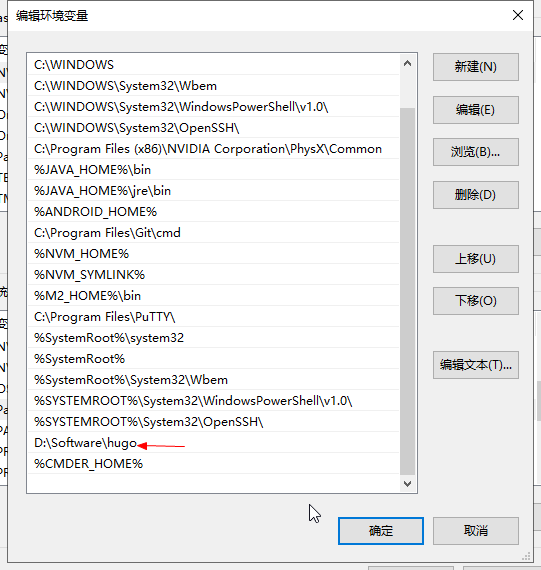 编辑环境变量
C:\WINDOWS
C:\WINDOWS\System32\Wbem
C:\WINDOWS\System32\WindowsPowerShell\v1.0\
C:\WINDOWS\System32\OpenSSH\
C:\Program Files (x86)\NVIDIA Corporation\PhysX\Common
%JAVA_HOME%\bin
%JAVA_HOME%\jre\bin
%ANDROID_HOME%
C:\Program Files\Git\cmd
%NVM_HOME%
%NVM_SYMLINK%
%M2_HOME%\bin
C:\Program Files\PuTTY\
%SystemRoot%\system32
%SystemRoot%
%SystemRoot%\System32\Wbem
%SYSTEMROOT%\System32\WindowsPowerShell\v1.0\
%SYSTEMROOT%\System32\OpenSSH\
D:\Software\hugo
%CMDER_HOME%
新建(N)
编辑(E)
浏览(B)...
删除(D)
上移(U)
下移(O)
编辑文本(T)...
确定
取消